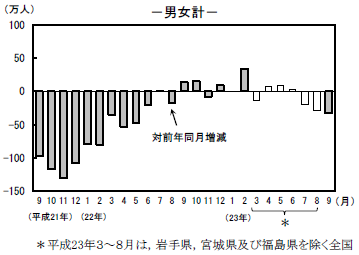 (万人)
－男女計－
100
50
0
-50
-100
-150
対前年同月増減
9 10 11 12 1 2 3 4 5 6 7 8 9 10 11 12 1 2 3 4 5 6 7 8 9 (月)
(平成21年) (22年) (23年)
＊
＊平成23年3～8月は，岩手県，宮城県及び福島県を除く全国